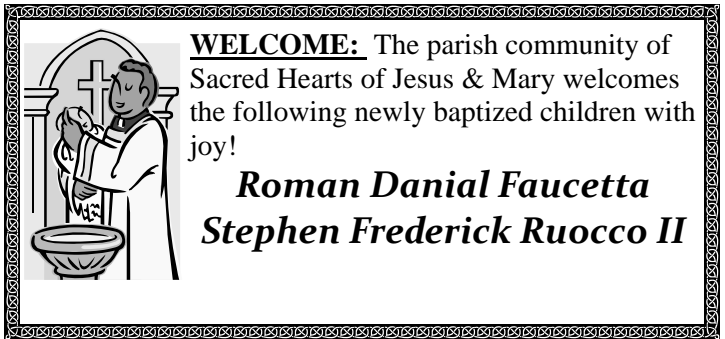 WELCOME: The parish community of
Sacred Hearts of Jesus & Mary welcomes
the following newly baptized children with
joy!
Roman Danial Faucetta
Stephen Frederick Ruocco II